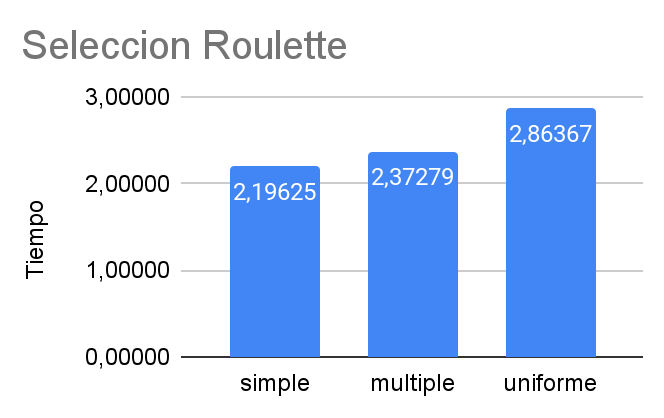 Seleccion Roulette
3,00000
2,00000
1,00000
0,00000
Tiempo
2,19625
2,37279
2,86367
simple
multiple
uniforme